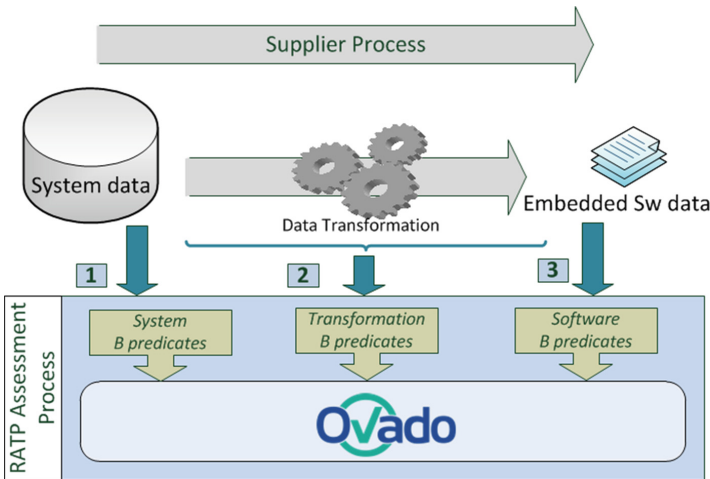 Supplier Process
System data
Data Transformation
Embedded Sw data
1
2
3
RATP Assessment
Process
System
B predicates
Transformation
B predicates
Software
B predicates
Ovado